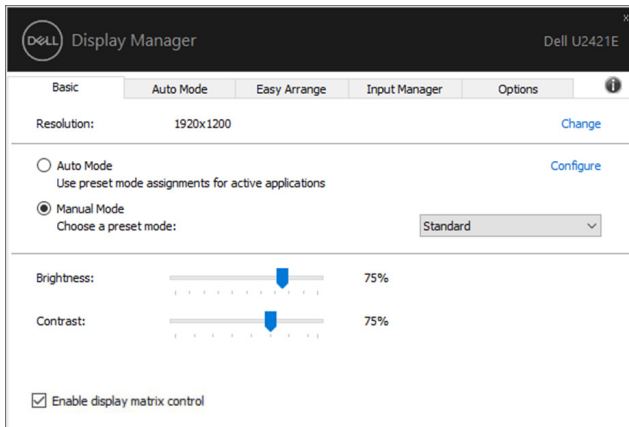 DELL Display Manager Dell U2421E
Basic Auto Mode Easy Arrange Input Manager Options
Resolution: 1920x1200 Change
Auto Mode Configure
Use preset mode assignments for active applications
Manual Mode
Choose a preset mode: Standard
Brightness: 75%
Contrast: 75%
Enable display matrix control